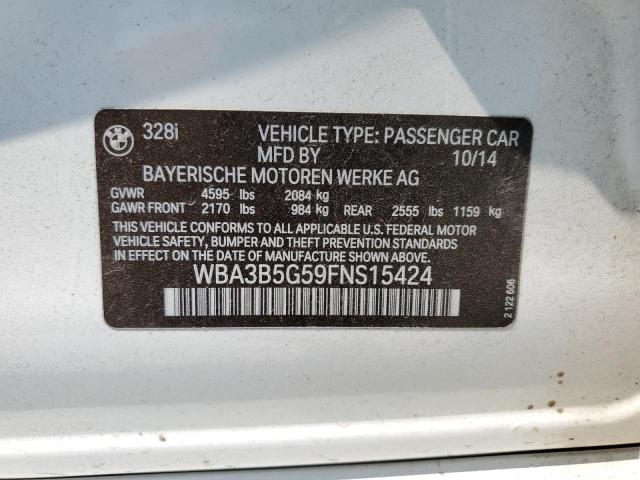 328i VEHICLE TYPE: PASSENGER CAR
MFD BY 10/14
BAYERISCHE MOTOREN WERKE AG
GVWR 4595 lbs 2084 kg
GAWR FRONT 2170 lbs 984 kg REAR 2555 lbs 1159 kg
THIS VEHICLE CONFORMS TO ALL APPLICABLE U.S. FEDERAL MOTOR
VEHICLE SAFETY, BUMPER AND THEFT PREVENTION STANDARDS
IN EFFECT ON THE DATE OF MANUFACTURE SHOWN ABOVE.
WBA3B5G59FNS15424
2 122 606